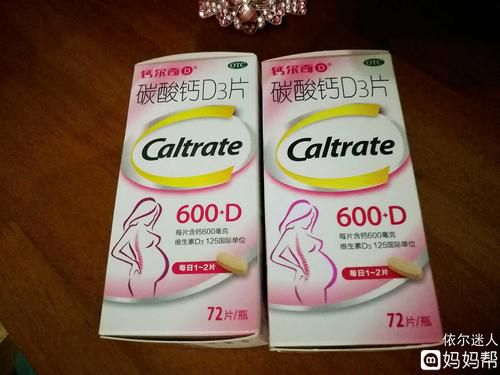 钙尔奇D®
OTC
碳酸钙D3片
Caltrate
600+D
每片含钙600毫克
维生素D3 125国际单位
每日1~2片
72片/瓶
钙尔奇D®
OTC
碳酸钙D3片
Caltrate
600+D
每片含钙600毫克
维生素D3 125国际单位
每日1~2片
72片/瓶
依尔迷人
妈妈帮